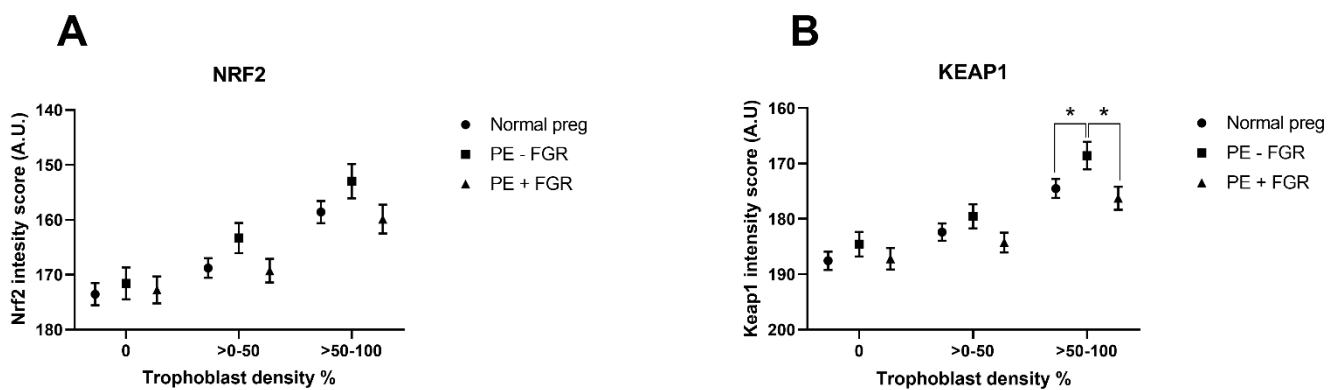 A
NRF2
Nrf2 intesity score (A.U.)
140
150
160
170
180
0
>0-50
>50-100
Trophoblast density %
Normal preg
PE - FGR
PE + FGR
B
KEAP1
Keap1 intensity score (A.U)
160
170
180
190
200
* *
0
>0-50
>50-100
Trophoblast density %
Normal preg
PE - FGR
PE + FGR